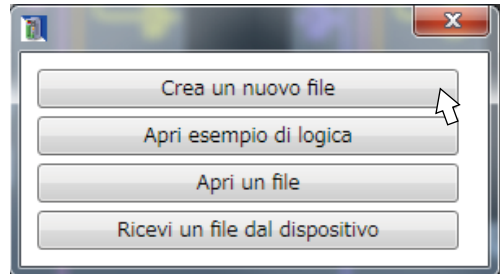 Crea un nuovo file
Apri esempio di logica
Apri un file
Ricevi un file dal dispositivo